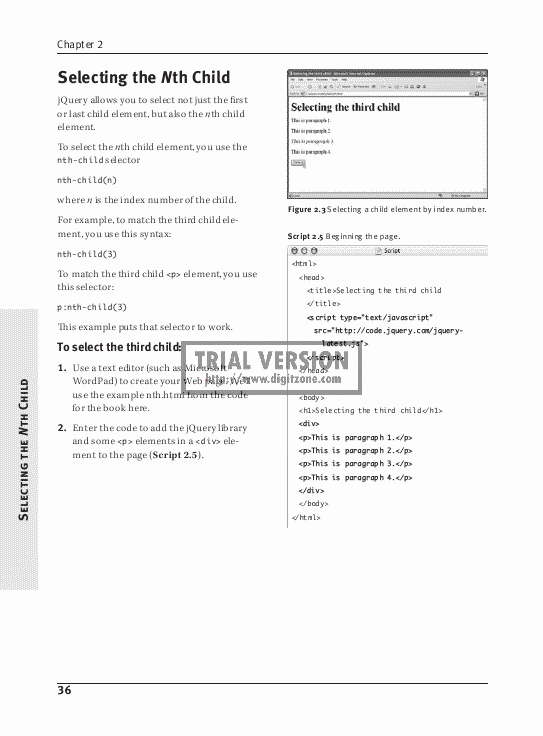 Chapter 2
Selecting the Nth Child
jQuery allows you to select not just the first
or last child element, but also the nth child
element.
To select the nth child element, you use the
nth-child selector
nth-child(n)
where n is the index number of the child.
For example, to match the third child ele-
ment, you use this syntax:
nth-child(3)
To match the third child <p> element, you use
this selector:
p:nth-child(3)
This example puts that selector to work.
To select the third child:
1. Use a text editor (such as Microsoft
WordPad) to create your Web page. We'll
use the example nth.html from the code
for the book here.
2. Enter the code to add the jQuery library
and some <p> elements in a <div> ele-
ment to the page (Script 2.5).
Selecting the third child
This is paragraph 1.
This is paragraph 2.
This is paragraph 3.
This is paragraph 4.
Figure 2.3 Selecting a child element by index number.
Script 2.5 Beginning the page.
Script
<html>
<head>
<title>Selecting the third child
</title>
<script type="text/javascript"
src="http://code.jquery.com/jquery-
latest.js">
</script>
</head>
<body>
<h1>Selecting the third child</h1>
<div>
<p>This is paragraph 1.</p>
<p>This is paragraph 2.</p>
<p>This is paragraph 3.</p>
<p>This is paragraph 4.</p>
</div>
</body>
</html>
TRIAL VERSION
http://www.digitzone.com
Selecting the Nth Child
36